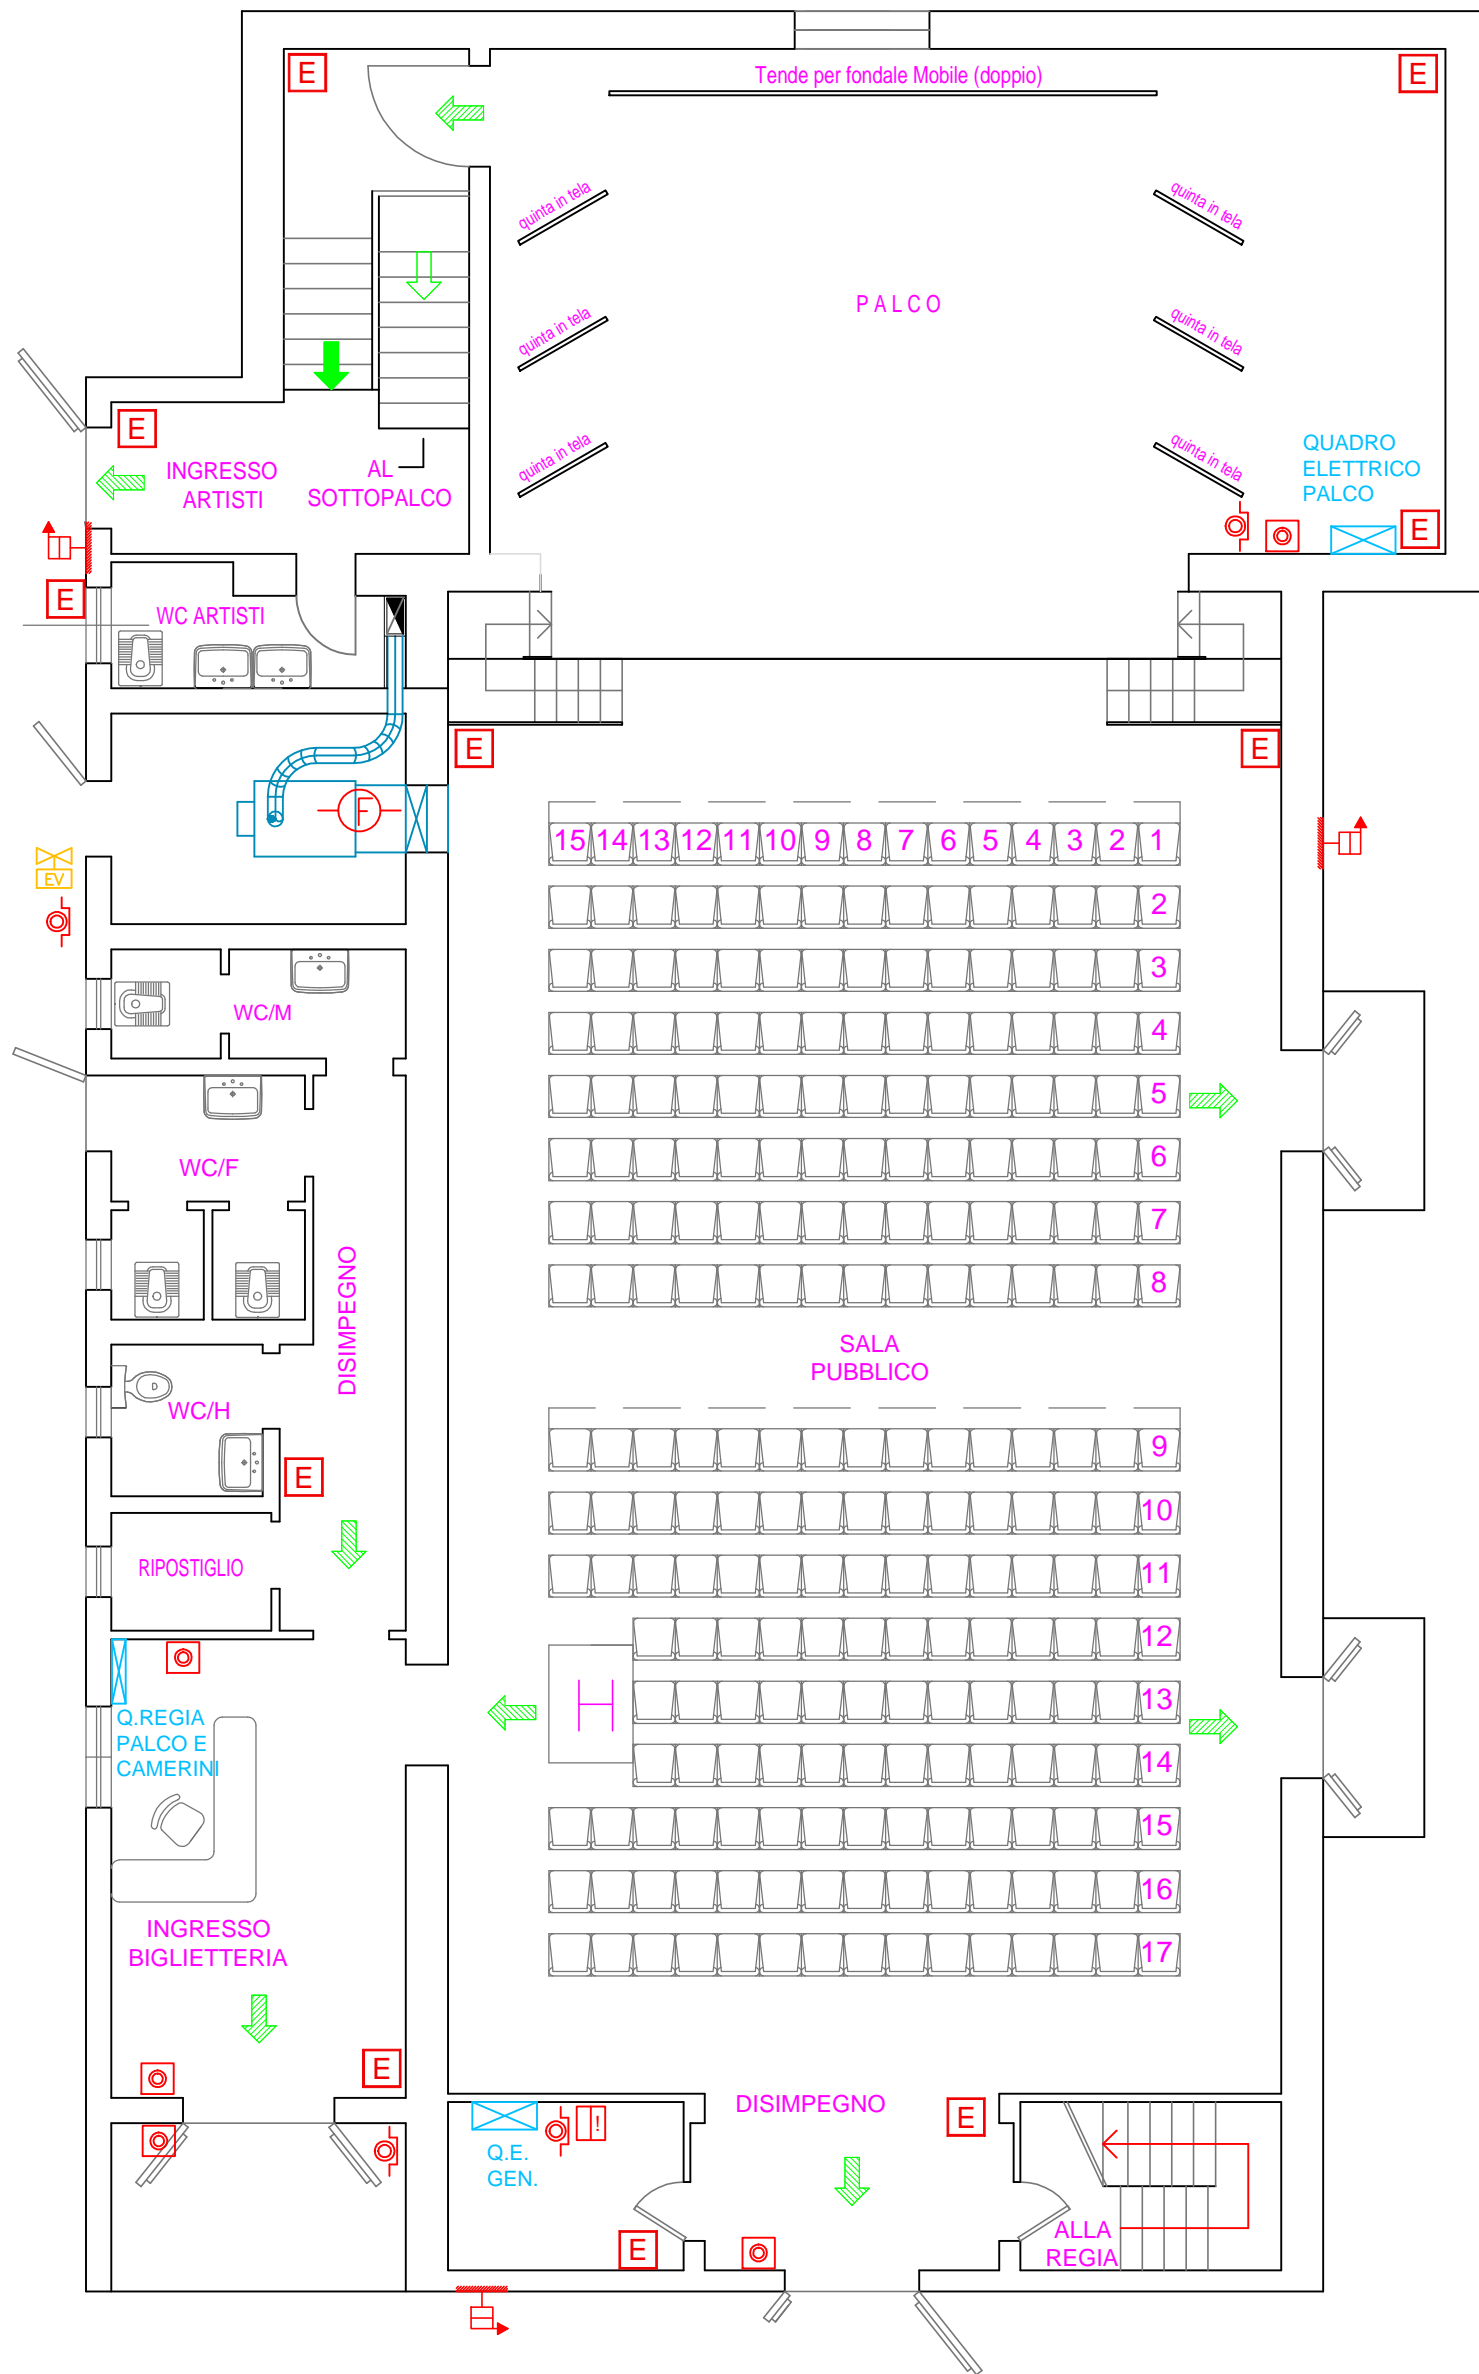 E
Tende per fondale Mobile (doppio)
E
quinta in tela
quinta in tela
PALCO
quinta in tela
quinta in tela
E
INGRESSO
ARTISTI
AL
SOTTOPALCO
quinta in tela
quinta in tela
QUADRO
ELETTRICO
PALCO
E
E
WC ARTISTI
E
E
F
15 14 13 12 11 10 9 8 7 6 5 4 3 2 1
EV
2
3
WC/M
4
5
6
WC/F
7
8
DISIMPEGNO
SALA
PUBBLICO
WC/H
9
E
10
RIPOSTIGLIO
11
12
H
13
Q.REGIA
PALCO E
CAMERINI
14
15
16
INGRESSO
BIGLIETTERIA
17
E
DISIMPEGNO
E
!
Q.E.
GEN.
E
ALLA
REGIA